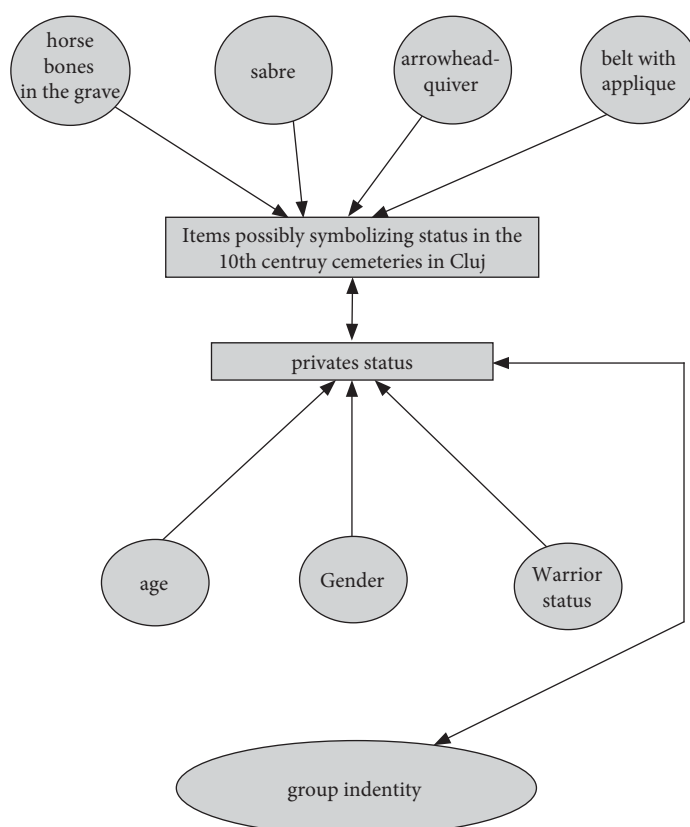 horse
bones
in the grave
sabre
arrowhead-
quiver
belt with
applique
Items possibly symbolizing status in the
10th centruy cemeteries in Cluj
privates status
age
Gender
Warrior
status
group indentity